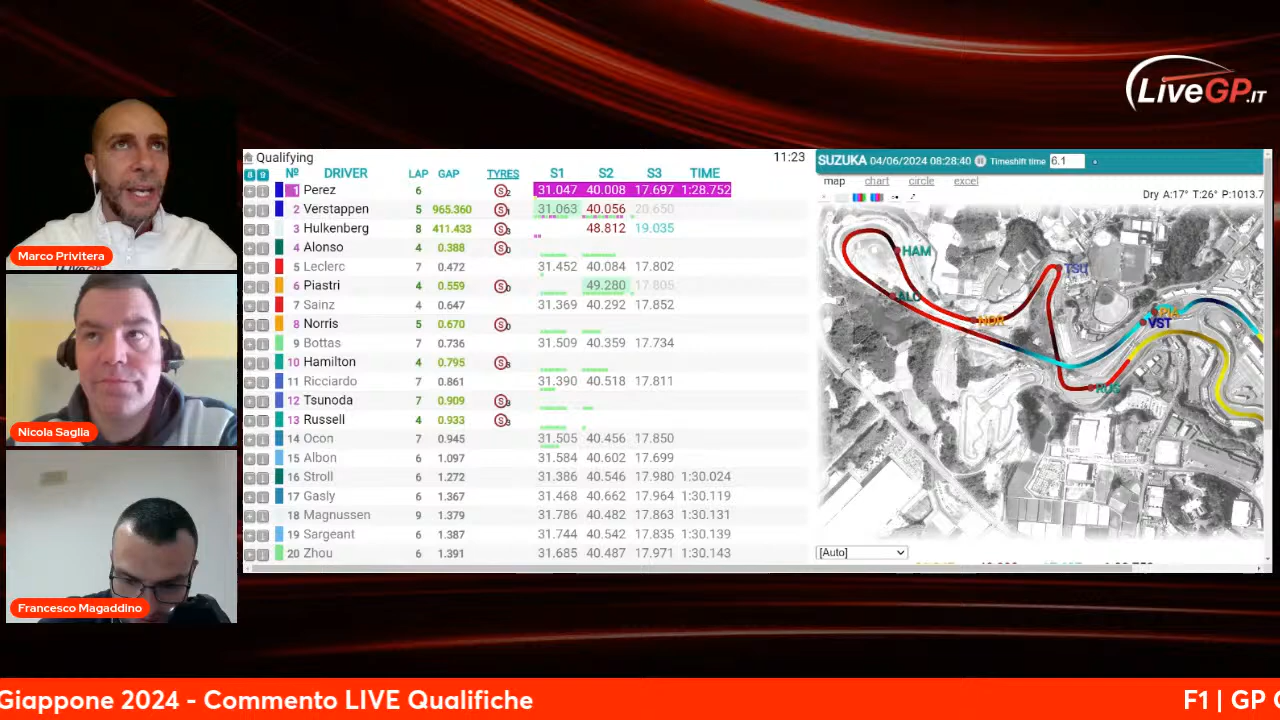 LiveGP.IT
Marco Privitera
Nicola Saglia
Francesco Magaddino
Qualifying 11:23
Nº DRIVER LAP GAP TYRES S1 S2 S3 TIME
1 Perez 6 S2 31.047 40.008 17.697 1:28.752
2 Verstappen 5 965.360 S1 31.063 40.056 20.650
3 Hulkenberg 8 411.433 S3 48.812 19.035
4 Alonso 4 0.388 S0
5 Leclerc 7 0.472 31.452 40.084 17.802
6 Piastri 4 0.559 S0 49.280 17.805
7 Sainz 4 0.647 31.369 40.292 17.852
8 Norris 5 0.670 S0
9 Bottas 7 0.736 31.509 40.359 17.734
10 Hamilton 4 0.795 S3
11 Ricciardo 7 0.861 31.390 40.518 17.811
12 Tsunoda 7 0.909 S3
13 Russell 4 0.933 S3
14 Ocon 7 0.945 31.505 40.456 17.850
15 Albon 6 1.097 31.584 40.602 17.699
16 Stroll 6 1.272 31.386 40.546 17.980 1:30.024
17 Gasly 6 1.367 31.468 40.662 17.964 1:30.119
18 Magnussen 9 1.379 31.786 40.482 17.863 1:30.131
19 Sargeant 6 1.387 31.744 40.542 17.835 1:30.139
20 Zhou 6 1.391 31.685 40.487 17.971 1:30.143
SUZUKA 04/06/2024 08:28:40 Timeshift time 6.1
map chart circle excel
Dry A:17° T:26° P:1013.7
HAM
TSU
ALO
NOR
PIA
VST
RUS
[Auto]
Giappone 2024 - Commento LIVE Qualifiche F1 | GP